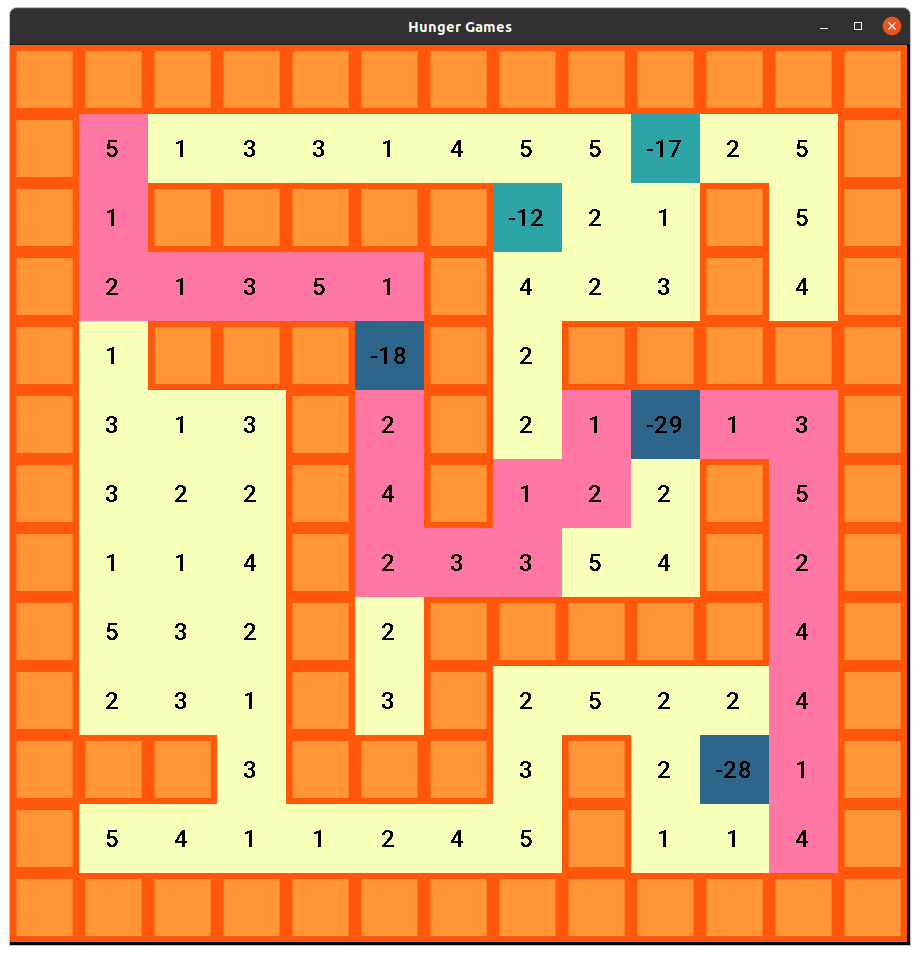 Hunger Games
5 1 3 3 1 4 5 5 -17 2 5
1 -12 2 1 5
2 1 3 5 1 4 2 3 4
1 -18 2
3 1 3 2 2 1 -29 1 3
3 2 2 4 1 2 2 5
1 1 4 2 3 3 5 4 2
5 3 2 2 4
2 3 1 3 2 5 2 2 4
3 3 2 -28 1
5 4 1 1 2 4 5 1 1 4